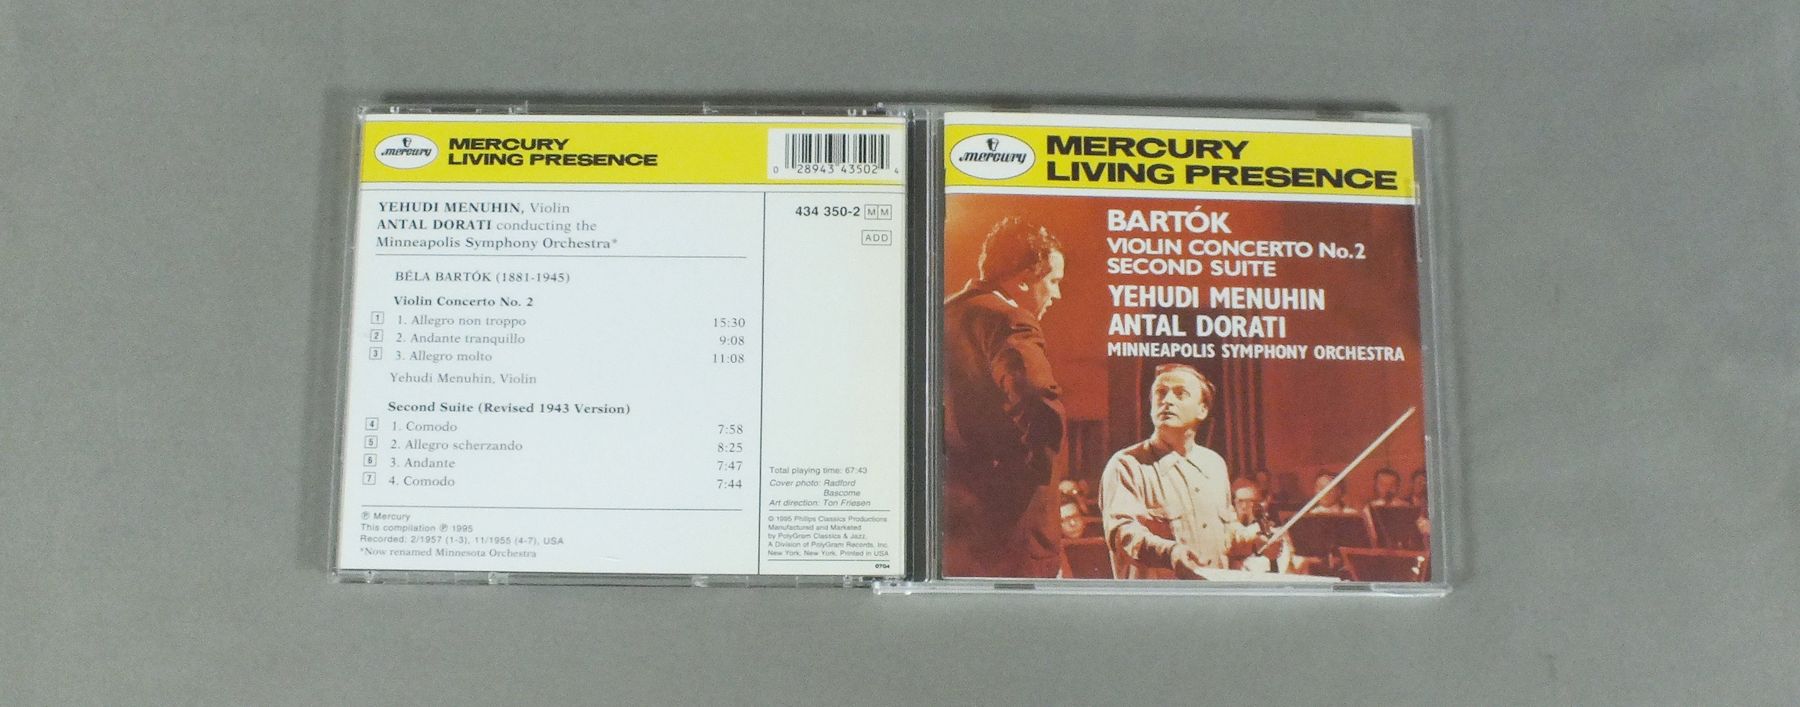 mercury
MERCURY
LIVING PRESENCE
0 28943 43502 4
YEHUDI MENUHIN, Violin
ANTAL DORATI conducting the
Minneapolis Symphony Orchestra*
BÉLA BARTÓK (1881-1945)
Violin Concerto No. 2
1 1. Allegro non troppo 15:30
2 2. Andante tranquillo 9:08
3 3. Allegro molto 11:08
Yehudi Menuhin, Violin
Second Suite (Revised 1943 Version)
4 1. Comodo 7:58
5 2. Allegro scherzando 8:25
6 3. Andante 7:47
7 4. Comodo 7:44
℗ Mercury
This compilation ℗ 1995
Recorded: 2/1957 (1-3), 11/1955 (4-7), USA
*Now renamed Minnesota Orchestra
434 350-2 MM
ADD
Total playing time: 67:43
Cover photo: Radford
Bascome
Art direction: Ton Friesen
© 1995 Philips Classics Productions
Manufactured and Marketed
by PolyGram Classics & Jazz,
A Division of PolyGram Records, Inc.
New York, New York. Printed in USA
0704
mercury
MERCURY
LIVING PRESENCE
BARTÓK
VIOLIN CONCERTO No.2
SECOND SUITE
YEHUDI MENUHIN
ANTAL DORATI
MINNEAPOLIS SYMPHONY ORCHESTRA